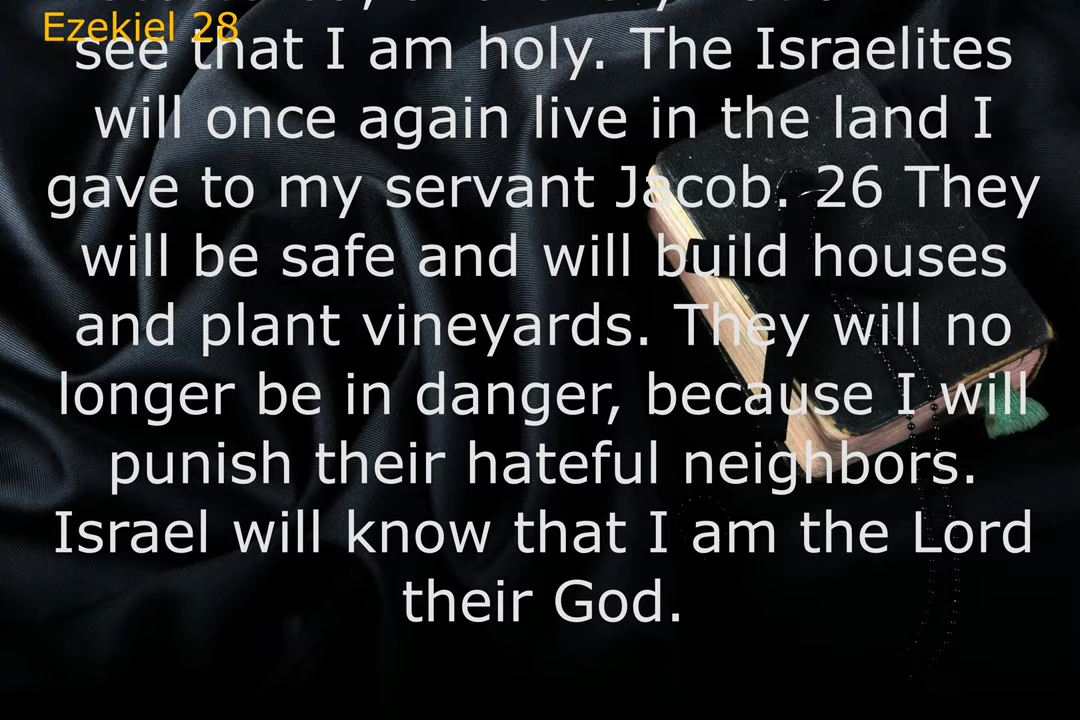 Ezekiel 28
see that I am holy. The Israelites
will once again live in the land I
gave to my servant Jacob. 26 They
will be safe and will build houses
and plant vineyards. They will no
longer be in danger, because I will
punish their hateful neighbors.
Israel will know that I am the Lord
their God.